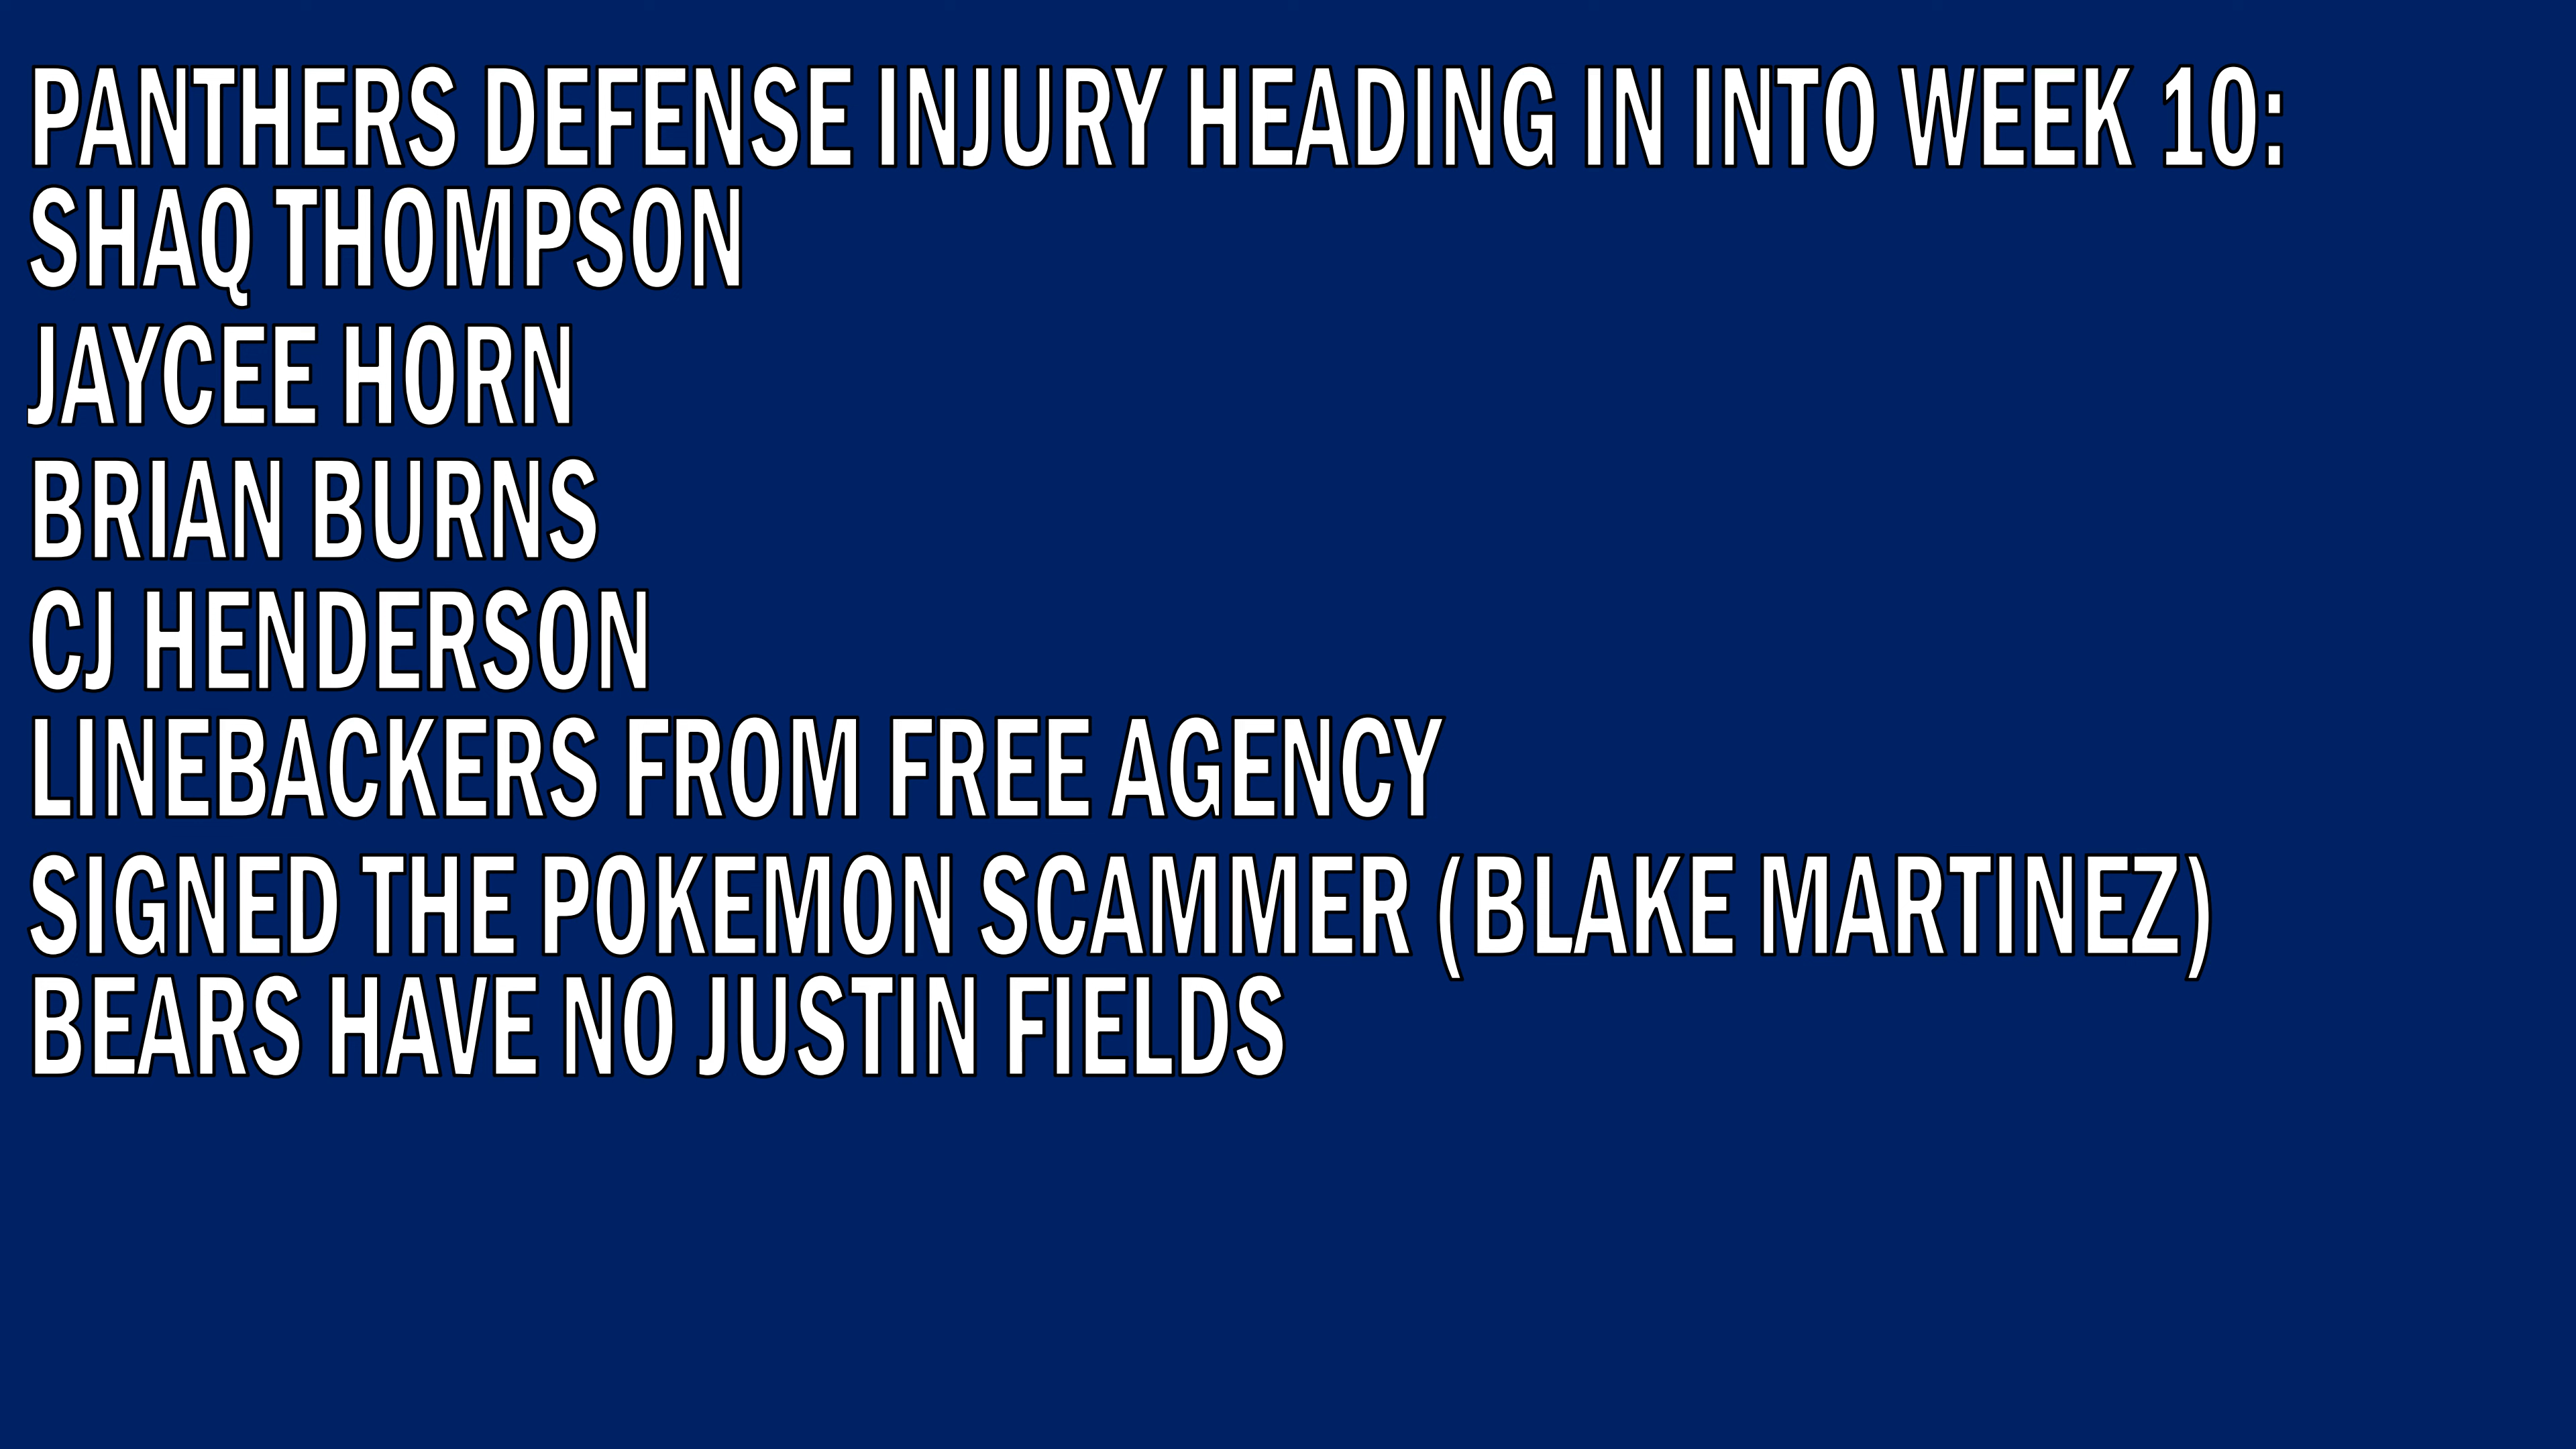 PANTHERS DEFENSE INJURY HEADING IN INTO WEEK 10:
SHAQ THOMPSON
JAYCEE HORN
BRIAN BURNS
CJ HENDERSON
LINEBACKERS FROM FREE AGENCY
SIGNED THE POKEMON SCAMMER (BLAKE MARTINEZ)
BEARS HAVE NO JUSTIN FIELDS